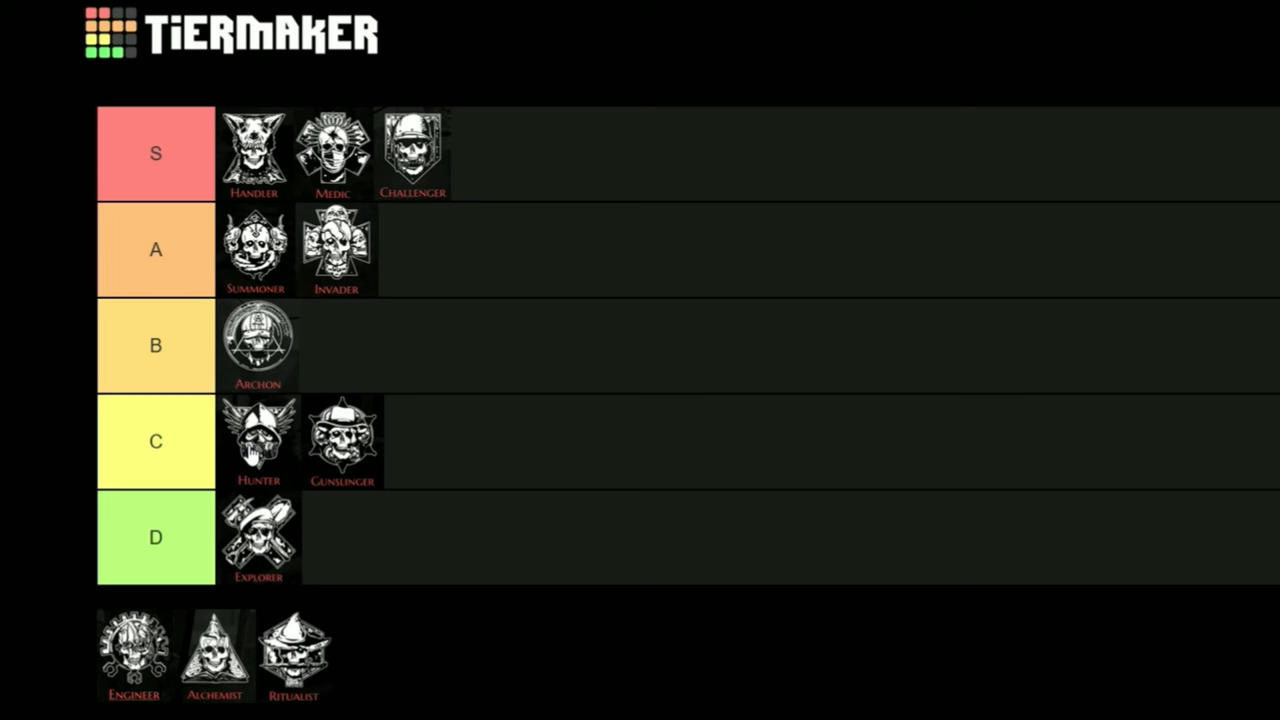 TiERMAKER
S
HANDLER MEDIC CHALLENGER
A
SUMMONER INVADER
B
ARCHON
C
HUNTER GUNSLINGER
D
EXPLORER
ENGINEER ALCHEMIST RITUALIST